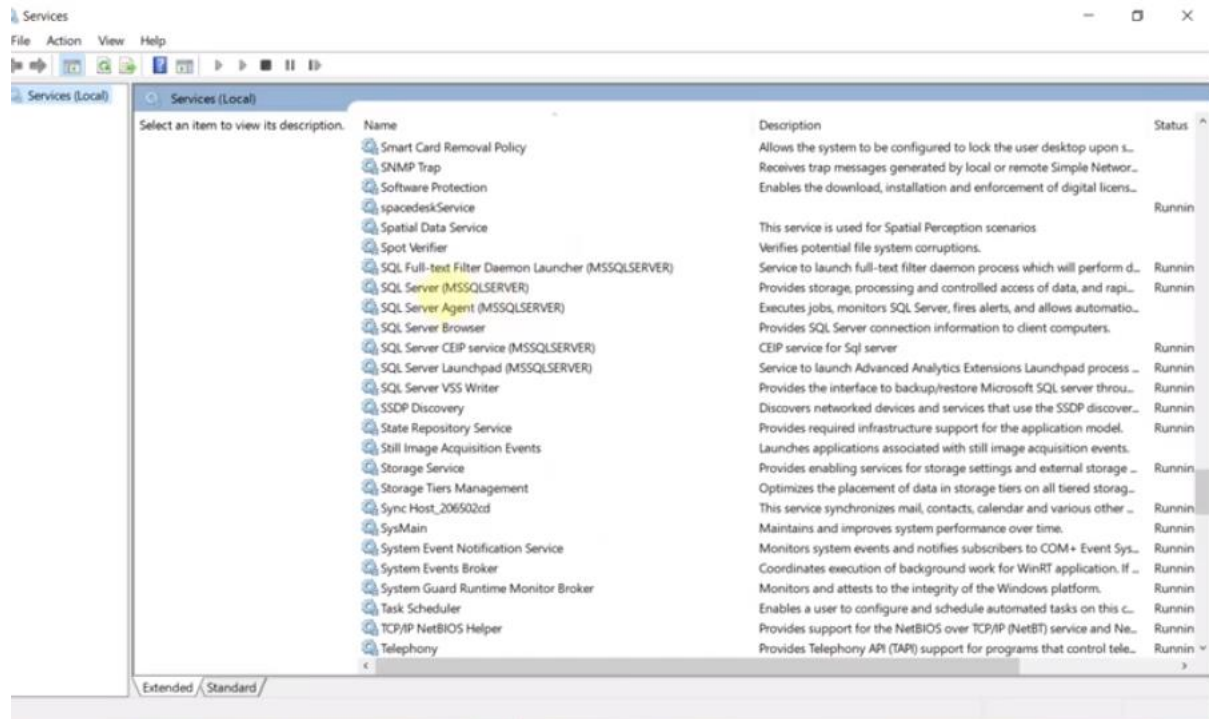 Services
File Action View Help
Services (Local)
Services (Local)
Select an item to view its description.
Name Description Status
Smart Card Removal Policy Allows the system to be configured to lock the user desktop upon s...
SNMP Trap Receives trap messages generated by local or remote Simple Networ...
Software Protection Enables the download, installation and enforcement of digital licens...
spacedeskService Runnin
Spatial Data Service This service is used for Spatial Perception scenarios
Spot Verifier Verifies potential file system corruptions.
SQL Full-text Filter Daemon Launcher (MSSQLSERVER) Service to launch full-text filter daemon process which will perform d... Runnin
SQL Server (MSSQLSERVER) Provides storage, processing and controlled access of data, and rapi... Runnin
SQL Server Agent (MSSQLSERVER) Executes jobs, monitors SQL Server, fires alerts, and allows automatio...
SQL Server Browser Provides SQL Server connection information to client computers.
SQL Server CEIP service (MSSQLSERVER) CEIP service for Sql server Runnin
SQL Server Launchpad (MSSQLSERVER) Service to launch Advanced Analytics Extensions Launchpad process ... Runnin
SQL Server VSS Writer Provides the interface to backup/restore Microsoft SQL server throu... Runnin
SSDP Discovery Discovers networked devices and services that use the SSDP discover... Runnin
State Repository Service Provides required infrastructure support for the application model. Runnin
Still Image Acquisition Events Launches applications associated with still image acquisition events.
Storage Service Provides enabling services for storage settings and external storage ... Runnin
Storage Tiers Management Optimizes the placement of data in storage tiers on all tiered storag...
Sync Host_206502cd This service synchronizes mail, contacts, calendar and various other ... Runnin
SysMain Maintains and improves system performance over time. Runnin
System Event Notification Service Monitors system events and notifies subscribers to COM+ Event Sys... Runnin
System Events Broker Coordinates execution of background work for WinRT application. If ... Runnin
System Guard Runtime Monitor Broker Monitors and attests to the integrity of the Windows platform. Runnin
Task Scheduler Enables a user to configure and schedule automated tasks on this c... Runnin
TCP/IP NetBIOS Helper Provides support for the NetBIOS over TCP/IP (NetBT) service and Ne... Runnin
Telephony Provides Telephony API (TAPI) support for programs that control tele... Runnin
Extended Standard